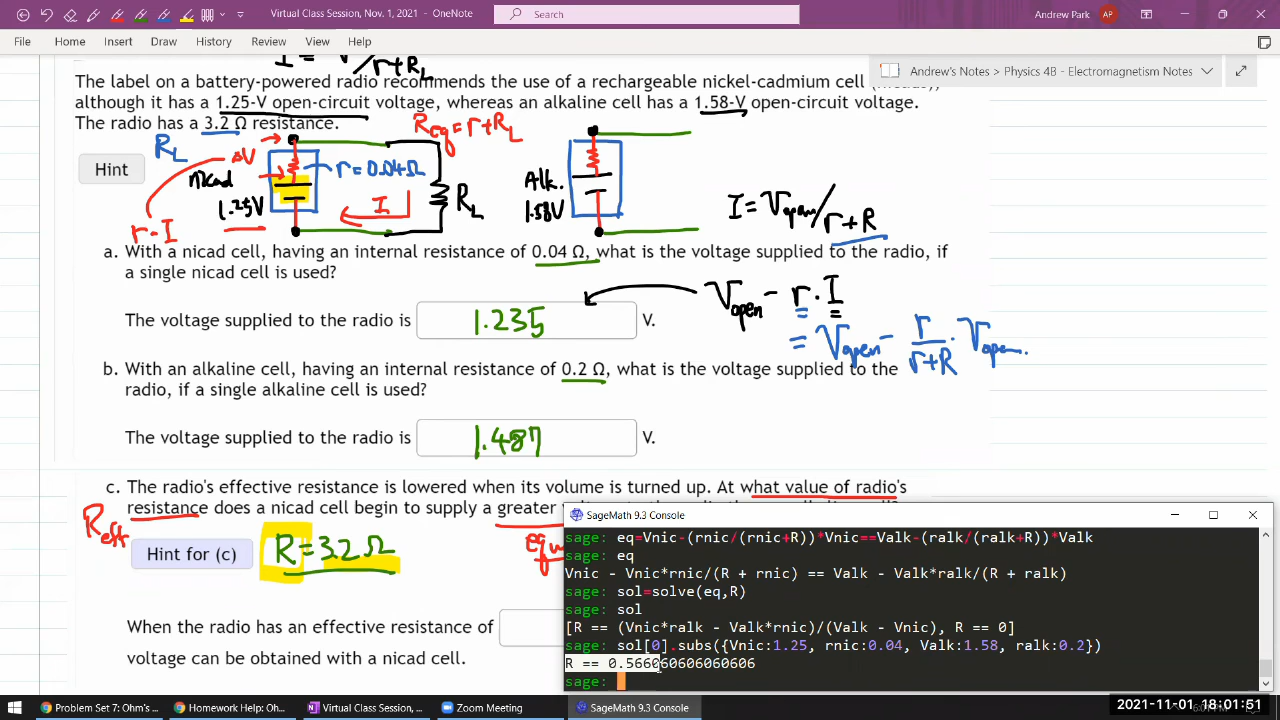 Virtual Class Session, Nov. 1, 2021 - OneNote
Search
Andrew Park
AP
File Home Insert Draw History Review View Help
I = V/r+RL
Andrew's Notes › Physics 4B - Electromagnetism Notes
The label on a battery-powered radio recommends the use of a rechargeable nickel-cadmium cell
although it has a 1.25-V open-circuit voltage, whereas an alkaline cell has a 1.58-V open-circuit voltage.
The radio has a 3.2 Ω resistance.
Req = r+RL
RL
Hint
ΔV
r=0.04Ω
nicad
1.25V
r·I
I
RL
Alk.
1.58V
I = Vopen/r+R
a. With a nicad cell, having an internal resistance of 0.04 Ω, what is the voltage supplied to the radio, if
a single nicad cell is used?
Vopen - r·I
The voltage supplied to the radio is 1.235 V.
= Vopen - r/r+R · Vopen.
b. With an alkaline cell, having an internal resistance of 0.2 Ω, what is the voltage supplied to the
radio, if a single alkaline cell is used?
The voltage supplied to the radio is 1.487 V.
c. The radio's effective resistance is lowered when its volume is turned up. At what value of radio's
resistance does a nicad cell begin to supply a greater
Reff
Hint for (c)
R = 3.2 Ω
When the radio has an effective resistance of
voltage can be obtained with a nicad cell.
SageMath 9.3 Console
sage: eq=Vnic-(rnic/(rnic+R))*Vnic==Valk-(ralk/(ralk+R))*Valk
sage: eq
Vnic - Vnic*rnic/(R + rnic) == Valk - Valk*ralk/(R + ralk)
sage: sol=solve(eq,R)
sage: sol
[R == (Vnic*ralk - Valk*rnic)/(Valk - Vnic), R == 0]
sage: sol[0].subs({Vnic:1.25, rnic:0.04, Valk:1.58, ralk:0.2})
R == 0.566060606060606
sage:
Problem Set 7: Ohm's
Homework Help: Oh
Virtual Class Session,
Zoom Meeting
SageMath 9.3 Console
2021-11-01 18:01:51